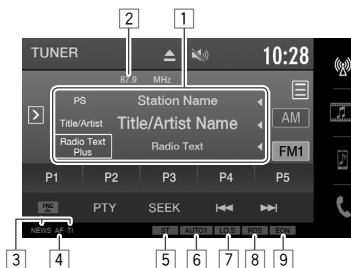 2 1
TUNER 10:28
87.9 MHz
PS Station Name
Title/Artist Title/Artist Name AM
Radio Text Plus Radio Text FM1
P1 P2 P3 P4 P5
FNC PTY SEEK
NEWS AF TI ST AUTO1 LO.S RDS EON
3 4 5 6 7 8 9